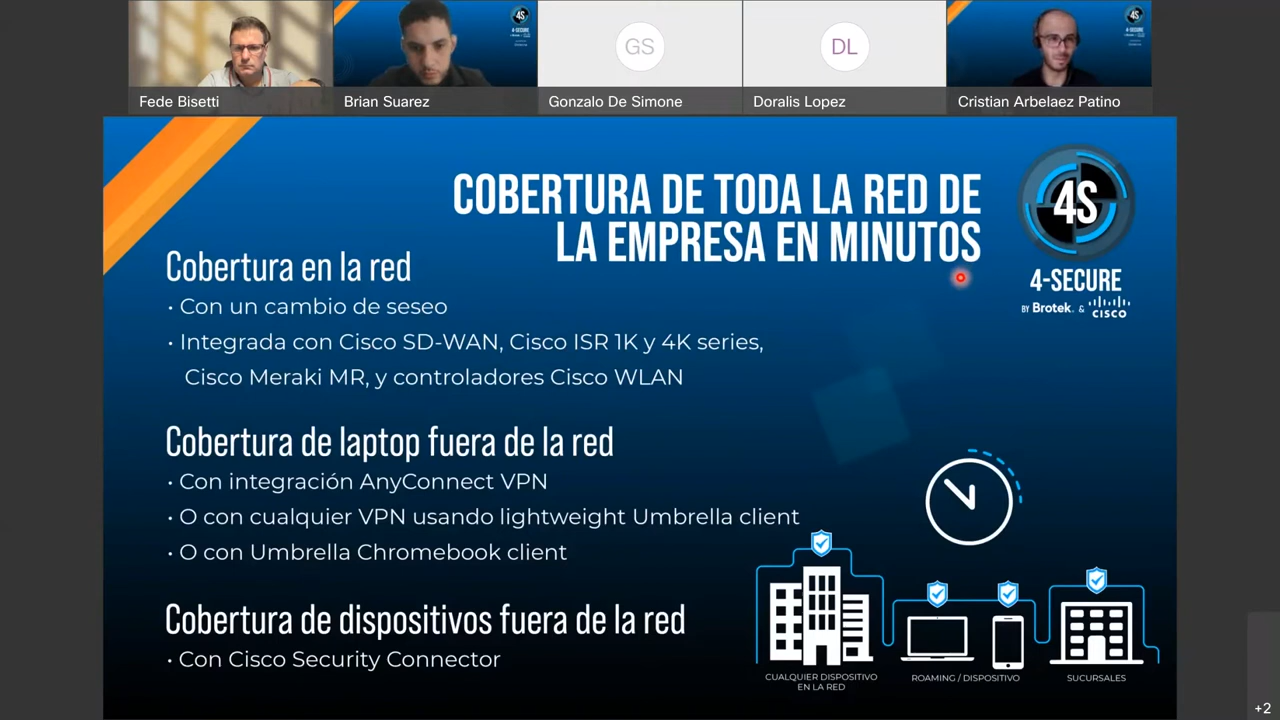 GS
DL
Fede Bisetti
Brian Suarez
Gonzalo De Simone
Doralis Lopez
Cristian Arbelaez Patino
COBERTURA DE TODA LA RED DE
LA EMPRESA EN MINUTOS
4S
4-SECURE
BY Brotek. & CISCO
Cobertura en la red
• Con un cambio de seseo
• Integrada con Cisco SD-WAN, Cisco ISR 1K y 4K series,
Cisco Meraki MR, y controladores Cisco WLAN
Cobertura de laptop fuera de la red
• Con integración AnyConnect VPN
• O con cualquier VPN usando lightweight Umbrella client
• O con Umbrella Chromebook client
Cobertura de dispositivos fuera de la red
• Con Cisco Security Connector
CUALQUIER DISPOSITIVO
EN LA RED
ROAMING / DISPOSITIVO
SUCURSALES
+2